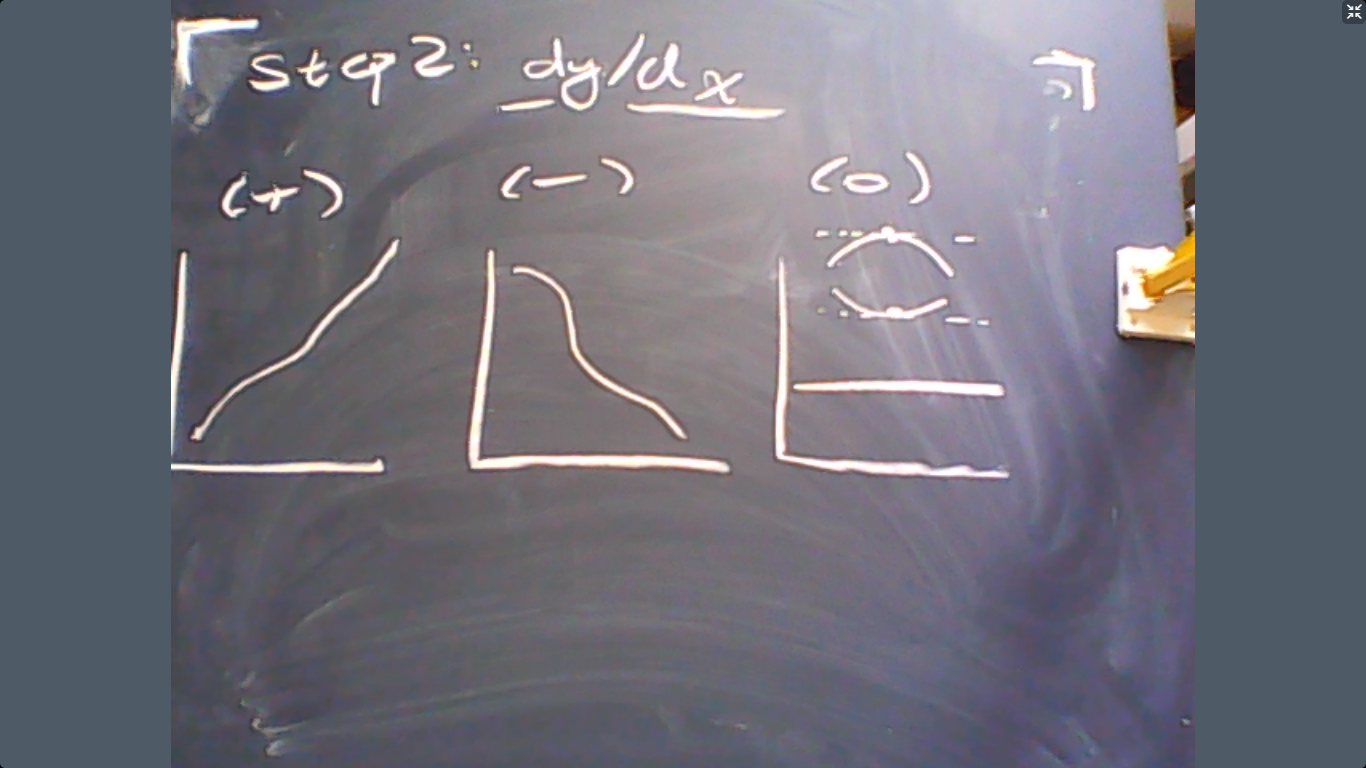 Step 2: dy/dx
(+) (-) (0)